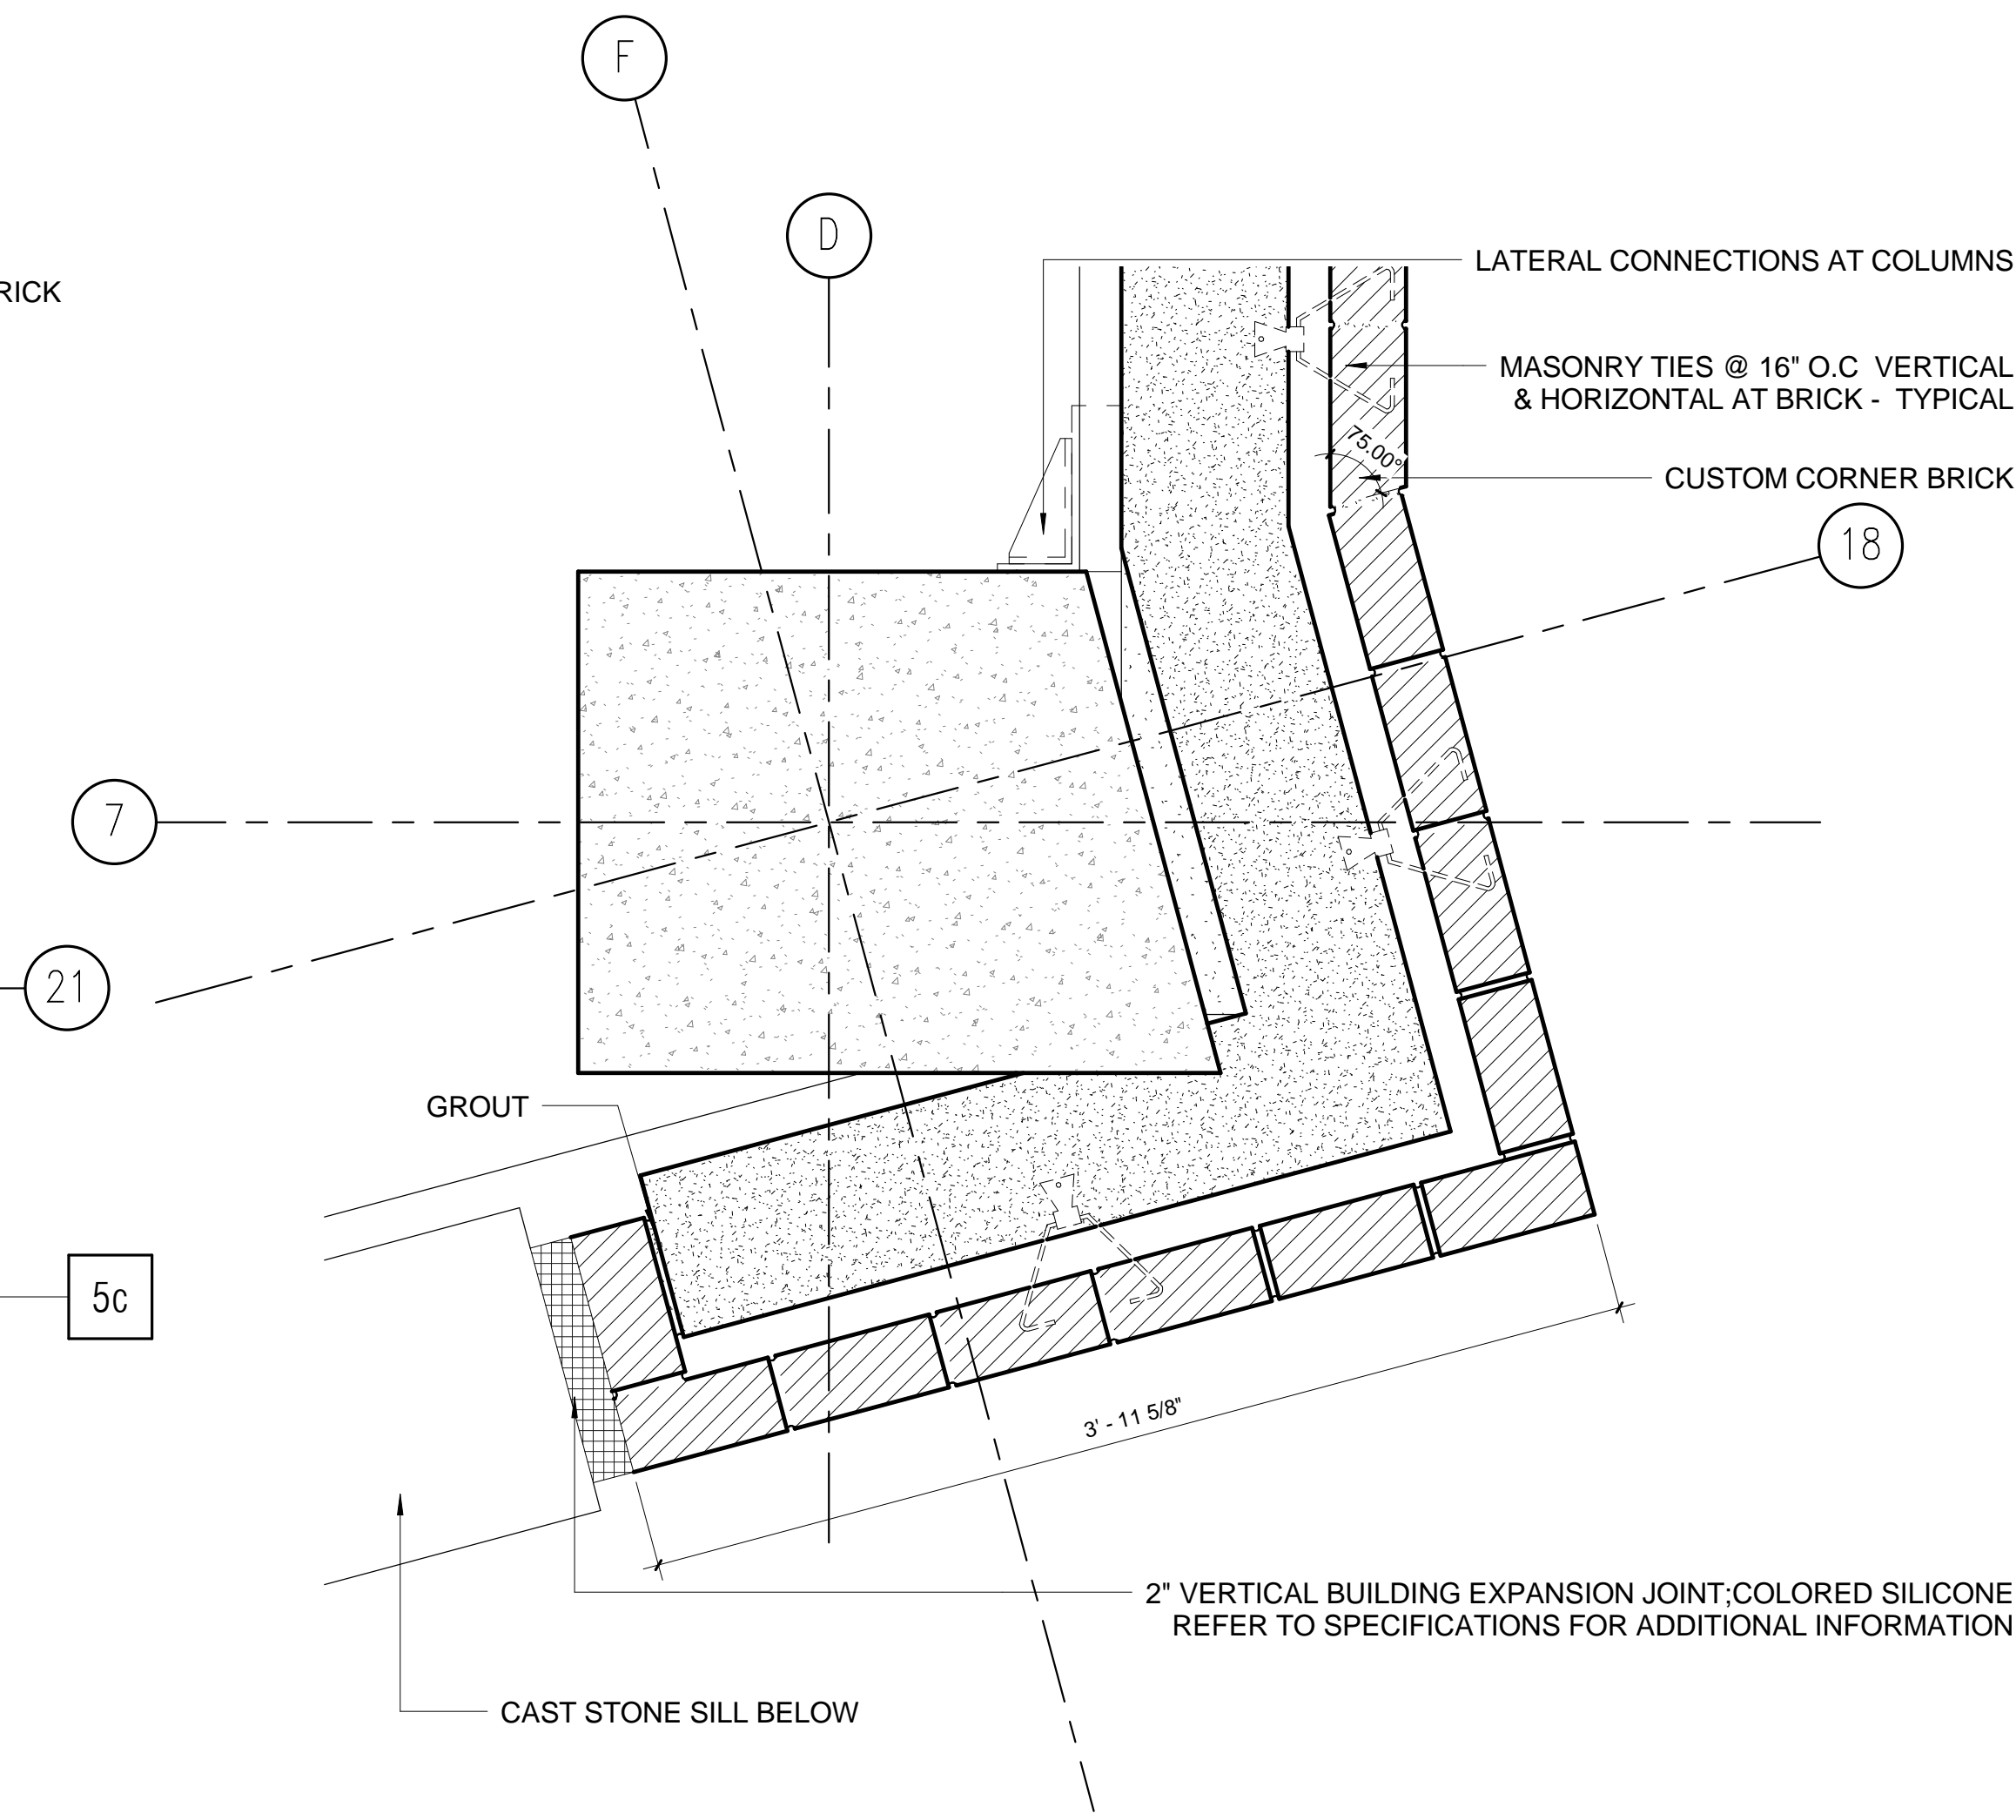 F
D
LATERAL CONNECTIONS AT COLUMNS
RICK
MASONRY TIES @ 16" O.C VERTICAL
& HORIZONTAL AT BRICK - TYPICAL
75.00°
CUSTOM CORNER BRICK
18
7
21
GROUT
5c
3' - 11 5/8"
2" VERTICAL BUILDING EXPANSION JOINT;COLORED SILICONE
REFER TO SPECIFICATIONS FOR ADDITIONAL INFORMATION
CAST STONE SILL BELOW